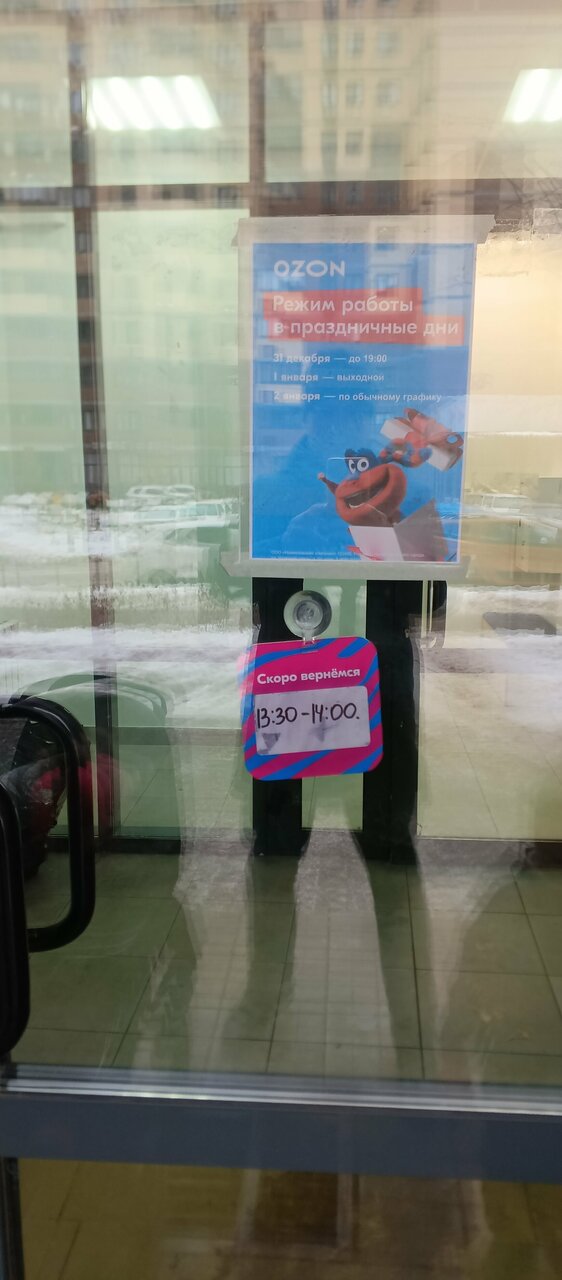 OZON
Режим работы
в праздничные дни
31 декабря — до 19:00
1 января — выходной
2 января — по обычному графику
Скоро вернёмся
13:30-14:00.